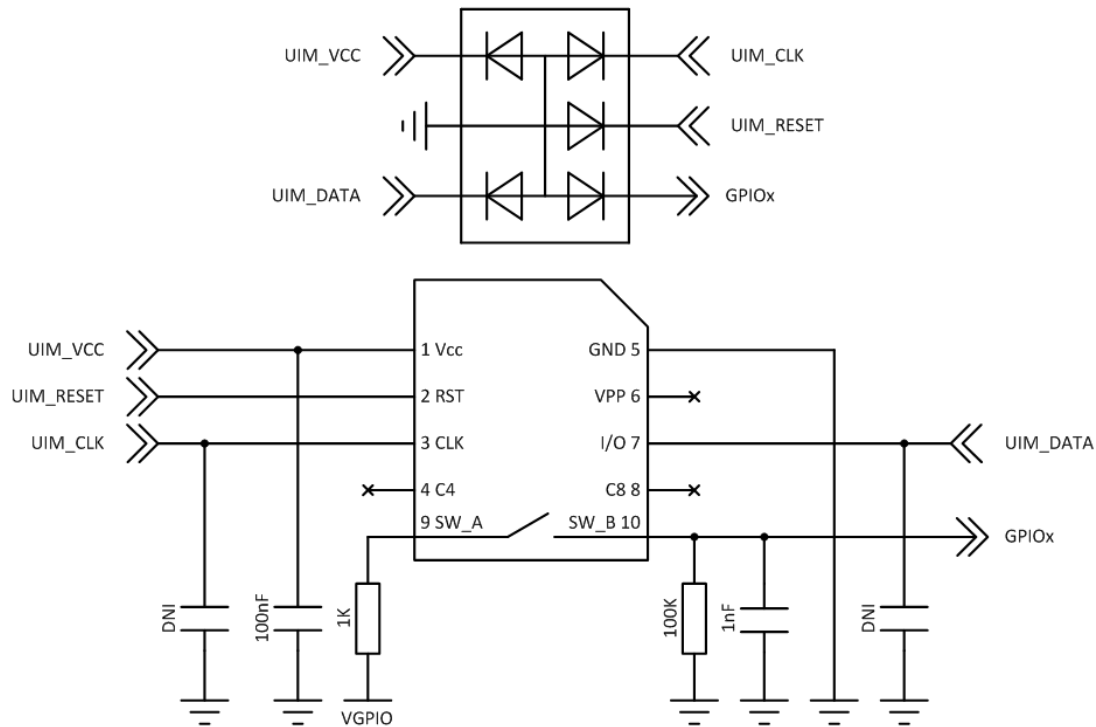 UIM_VCC
UIM_CLK
UIM_RESET
UIM_DATA
GPIOx
UIM_VCC
1 Vcc
GND 5
UIM_RESET
2 RST
VPP 6
UIM_CLK
3 CLK
I/O 7
UIM_DATA
4 C4
C8 8
9 SW_A
SW_B 10
GPIOx
DNI
100nF
1K
100K
1nF
DNI
VGPIO